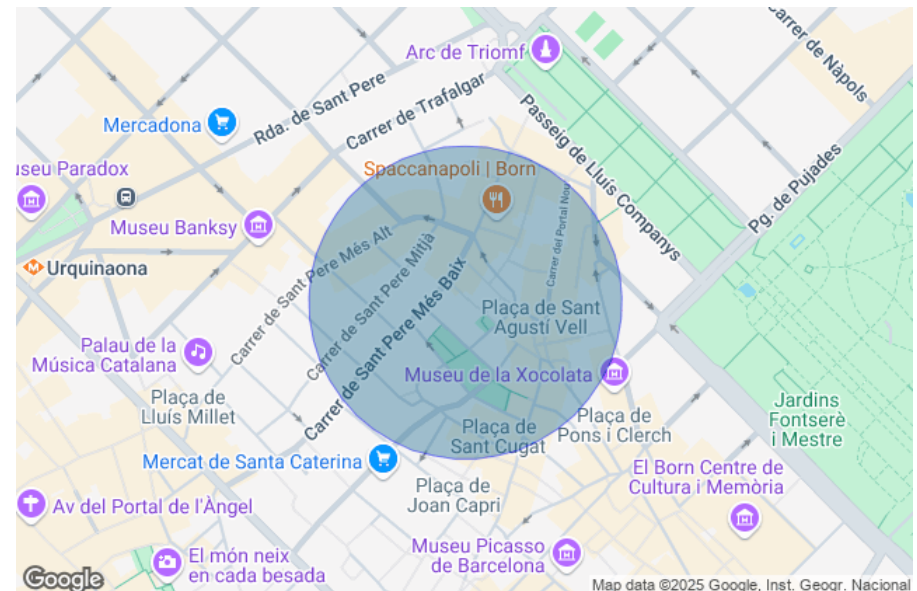 Arc de Triomf
Carrer de Nàpols
Rda. de Sant Pere
Carrer de Trafalgar
Mercadona
Passeig de Lluís Companys
Pg. de Pujades
useu Paradox
Spaccanapoli | Born
Carrer del Portal Nou
Museu Banksy
Carrer de Sant Pere Més Alt
Carrer de Sant Pere Mitjà
Carrer de Sant Pere Més Baix
Urquinaona
Plaça de Sant
Agustí Vell
Palau de la
Música Catalana
Museu de la Xocolata
Plaça de
Lluís Millet
Plaça de
Sant Cugat
Plaça de
Pons i Clerch
Jardins
Fontserè
i Mestre
Mercat de Santa Caterina
El Born Centre de
Cultura i Memòria
Plaça de
Joan Capri
Av del Portal de l'Àngel
El món neix
en cada besada
Museu Picasso
de Barcelona
Google
Map data ©2025 Google, Inst. Geogr. Nacional